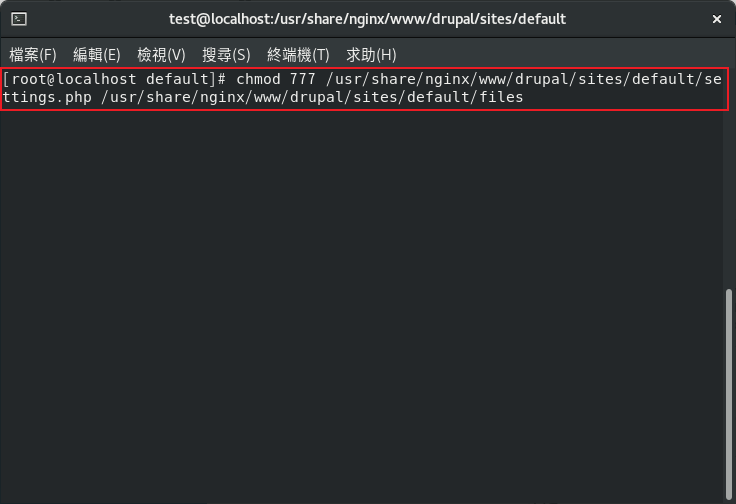 test@localhost:/usr/share/nginx/www/drupal/sites/default
檔案(F) 編輯(E) 檢視(V) 搜尋(S) 終端機(T) 求助(H)
[root@localhost default]# chmod 777 /usr/share/nginx/www/drupal/sites/default/se
ttings.php /usr/share/nginx/www/drupal/sites/default/files